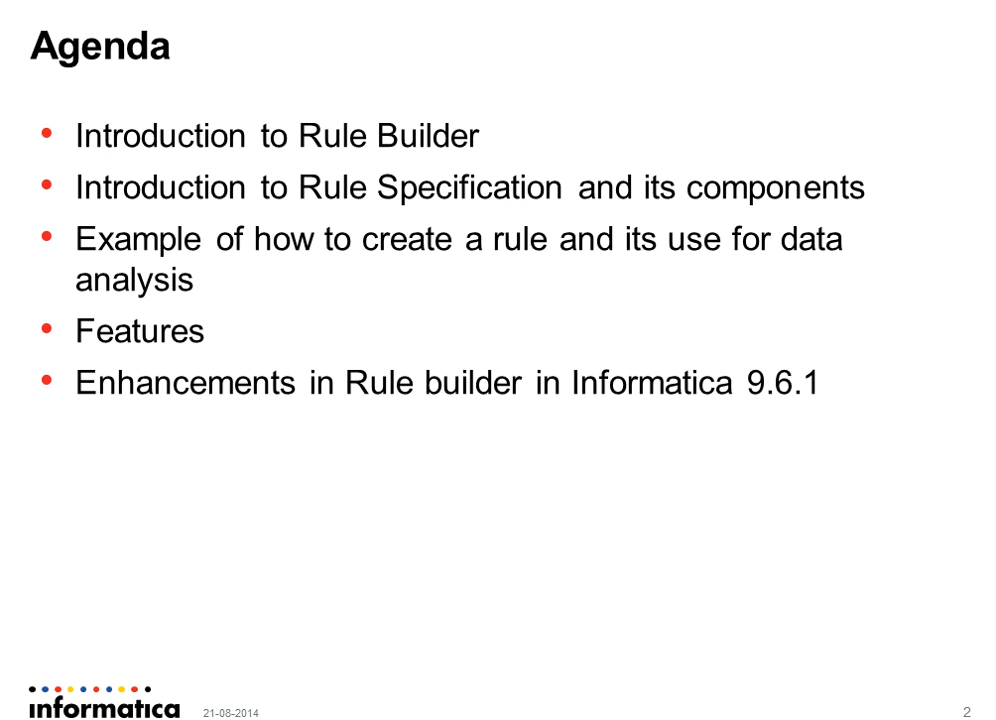 Agenda
• Introduction to Rule Builder
• Introduction to Rule Specification and its components
• Example of how to create a rule and its use for data
analysis
• Features
• Enhancements in Rule builder in Informatica 9.6.1
informatica
21-08-2014
2